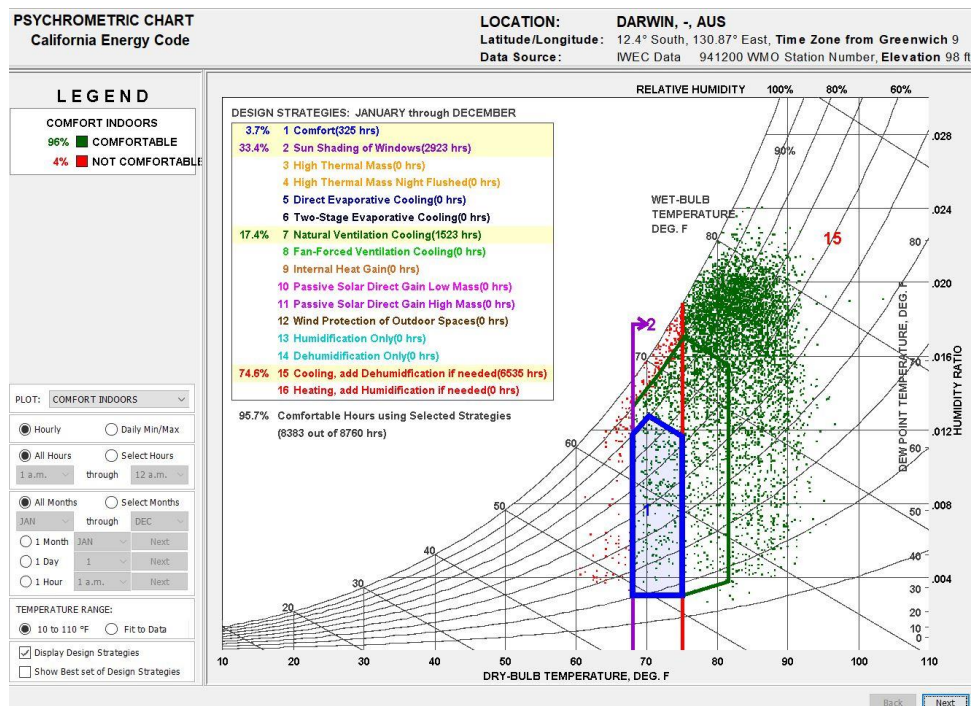 PSYCHROMETRIC CHART
California Energy Code
LOCATION: DARWIN, -, AUS
Latitude/Longitude: 12.4° South, 130.87° East, Time Zone from Greenwich 9
Data Source: IWEC Data 941200 WMO Station Number, Elevation 98 ft
LEGEND
COMFORT INDOORS
96% COMFORTABLE
4% NOT COMFORTABLE
PLOT: COMFORT INDOORS
Hourly Daily Min/Max
All Hours Select Hours
1 a.m. through 12 a.m.
All Months Select Months
JAN through DEC
1 Month JAN Next
1 Day 1 Next
1 Hour 1 a.m. Next
TEMPERATURE RANGE:
10 to 110 °F Fit to Data
Display Design Strategies
Show Best set of Design Strategies
RELATIVE HUMIDITY 100% 80% 60%
90%
DESIGN STRATEGIES: JANUARY through DECEMBER
3.7% 1 Comfort(325 hrs)
33.4% 2 Sun Shading of Windows(2923 hrs)
3 High Thermal Mass(0 hrs)
4 High Thermal Mass Night Flushed(0 hrs)
5 Direct Evaporative Cooling(0 hrs)
6 Two-Stage Evaporative Cooling(0 hrs)
17.4% 7 Natural Ventilation Cooling(1523 hrs)
8 Fan-Forced Ventilation Cooling(0 hrs)
9 Internal Heat Gain(0 hrs)
10 Passive Solar Direct Gain Low Mass(0 hrs)
11 Passive Solar Direct Gain High Mass(0 hrs)
12 Wind Protection of Outdoor Spaces(0 hrs)
13 Humidification Only(0 hrs)
14 Dehumidification Only(0 hrs)
74.6% 15 Cooling, add Dehumidification if needed(6535 hrs)
16 Heating, add Humidification if needed(0 hrs)
95.7% Comfortable Hours using Selected Strategies
(8383 out of 8760 hrs)
WET-BULB
TEMPERATURE
DEG. F
20
30
40
50
60
70
80
15
2
1
.028
.024
.020
.016
.012
.008
.004
HUMIDITY RATIO
DEW POINT TEMPERATURE, DEG. F
80
70
60
50
40
30
20
10
0
10 20 30 40 50 60 70 80 90 100 110
DRY-BULB TEMPERATURE, DEG. F
Back Next